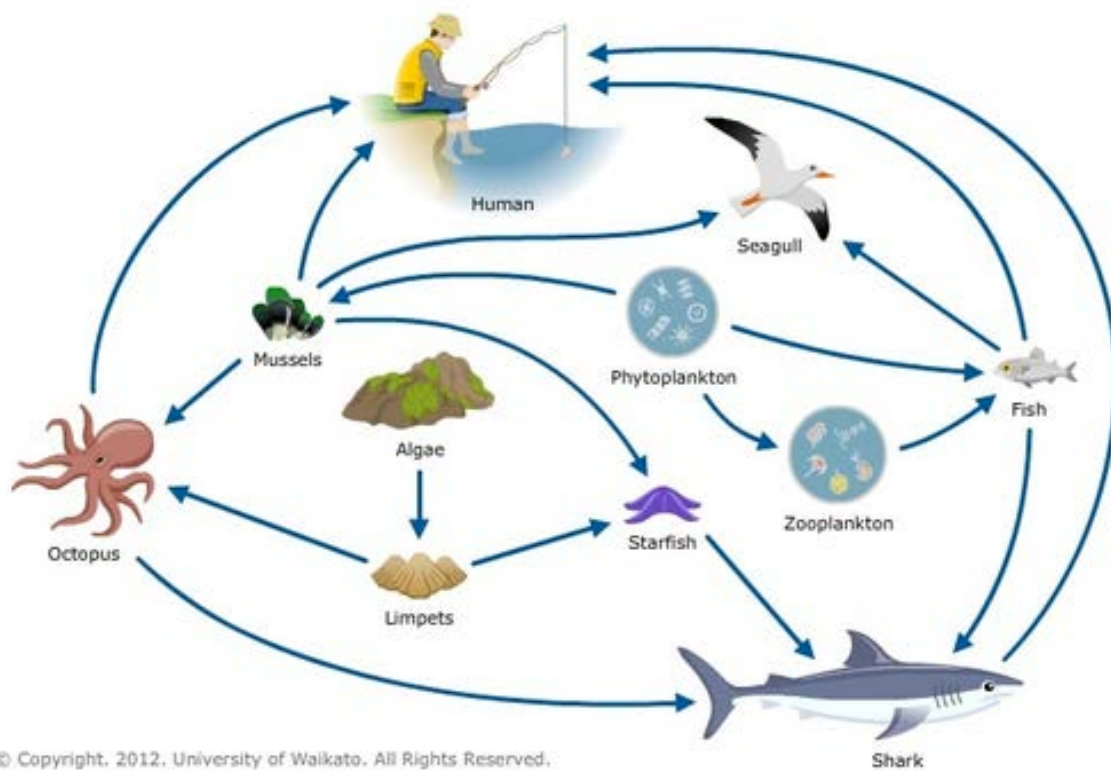 Human
Seagull
Mussels
Phytoplankton
Fish
Algae
Zooplankton
Starfish
Octopus
Limpets
Shark
© Copyright. 2012. University of Waikato. All Rights Reserved.